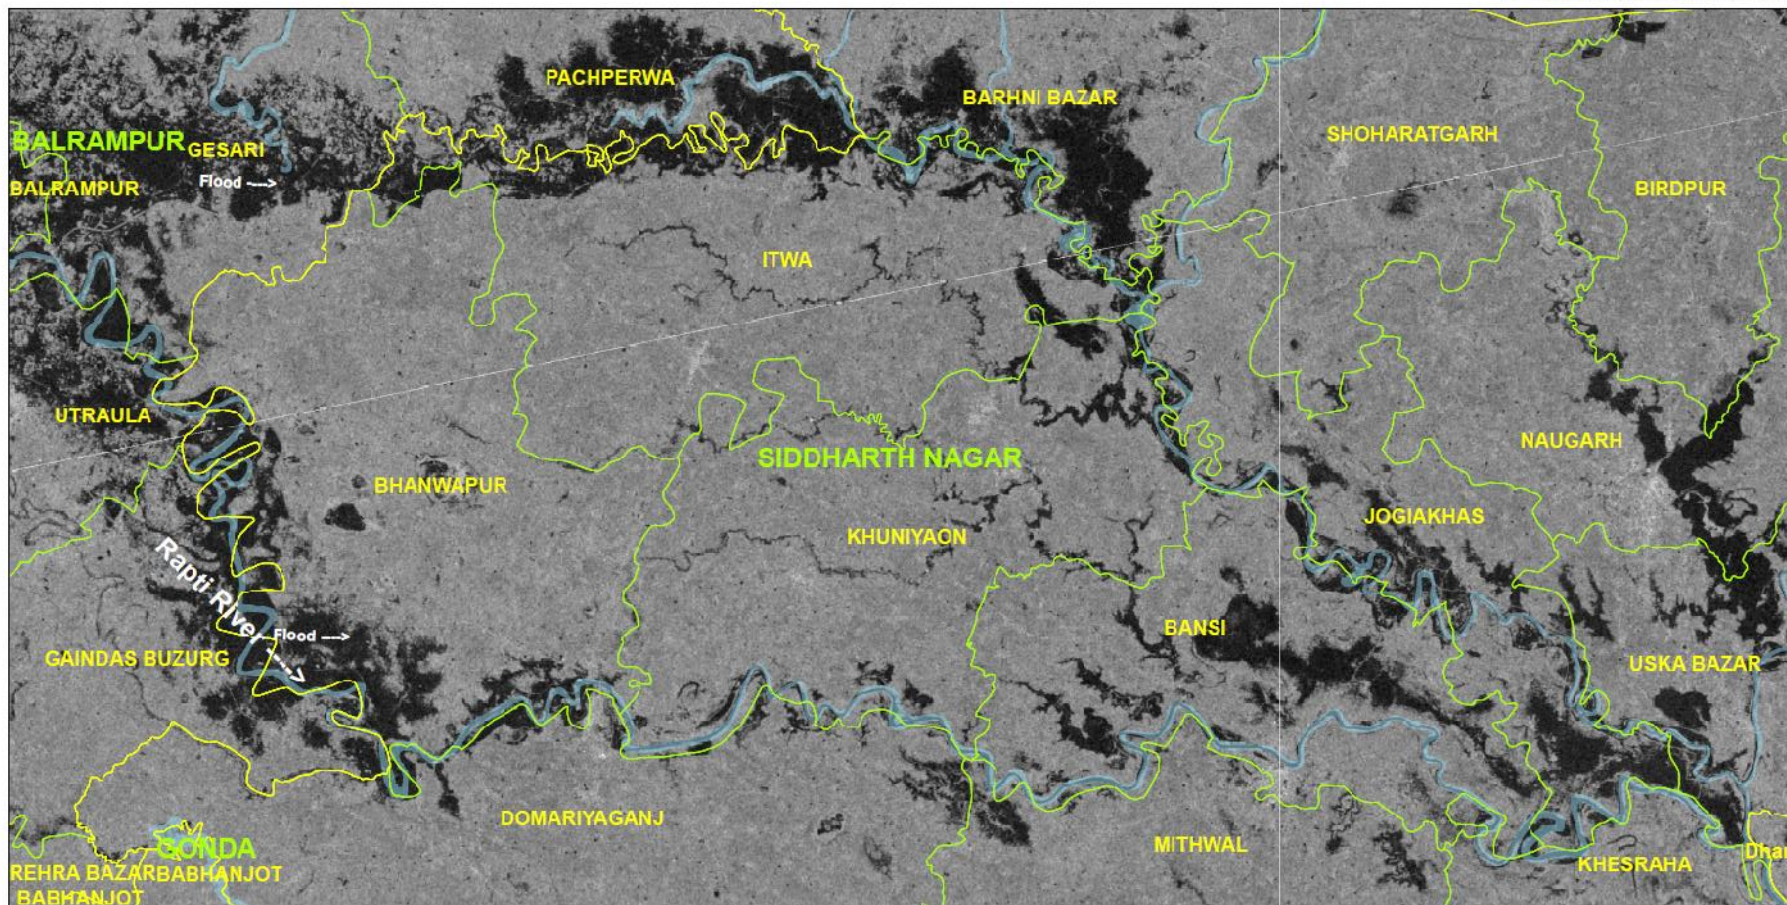 PACHPERWA
BARHNI BAZAR
SHOHARATGARH
BALRAMPUR
GESARI
Flood --->
BALRAMPUR
BIRDPUR
ITWA
UTRAULA
NAUGARH
SIDDHARTH NAGAR
BHANWAPUR
JOGIAKHAS
KHUNIYAON
Rapti River ---->
Flood --->
BANSI
GAINDAS BUZURG
USKA BAZAR
DOMARIYAGANJ
MITHWAL
GONDA
KHESRAHA
Dhan
REHRA BAZAR
BABHANJOT
BABHANJOT